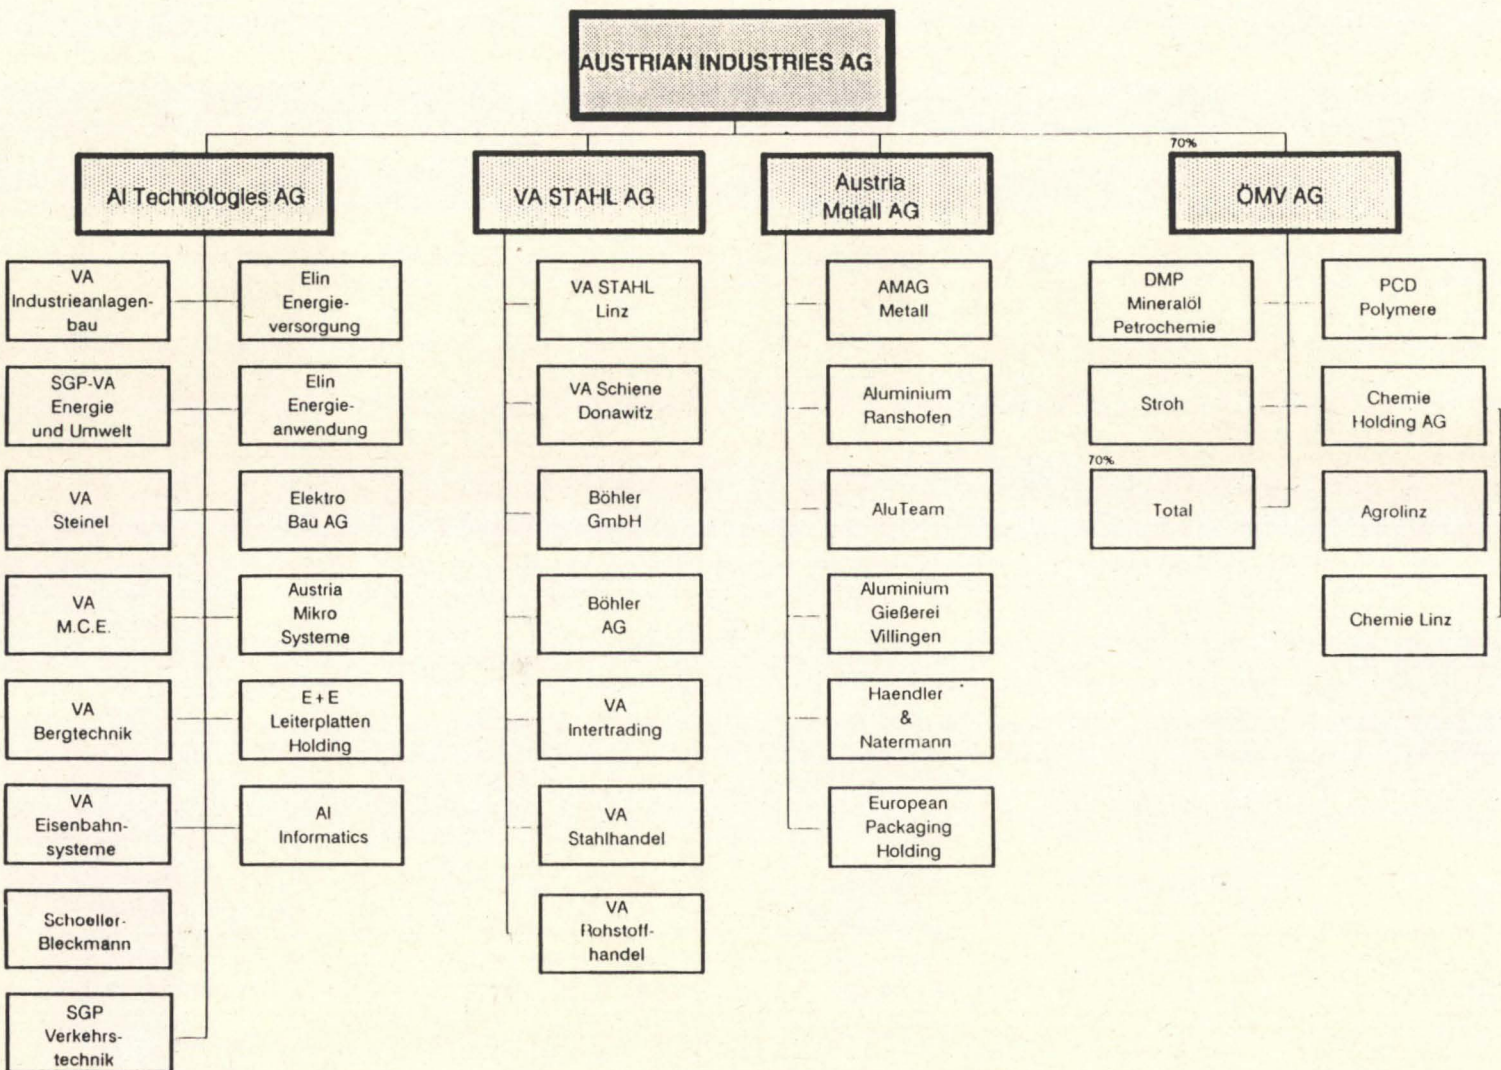 AUSTRIAN INDUSTRIES AG
AI Technologies AG
VA
Industrieanlagen-
bau
Elin
Energie-
versorgung
SGP-VA
Energie
und Umwelt
Elin
Energie-
anwendung
VA
Steinel
Elektro
Bau AG
VA
M.C.E.
Austria
Mikro
Systeme
VA
Bergtechnik
E + E
Leiterplatten
Holding
VA
Eisenbahn-
systeme
AI
Informatics
Schoeller-
Bleckmann
SGP
Verkehrs-
technik
VA STAHL AG
VA STAHL
Linz
VA Schiene
Donawitz
Böhler
GmbH
Böhler
AG
VA
Intertrading
VA
Stahlhandel
VA
Rohstoff-
handel
Austria
Metall AG
AMAG
Metall
Aluminium
Ranshofen
AluTeam
Aluminium
Gießerei
Villingen
Haendler
&
Natermann
European
Packaging
Holding
70%
ÖMV AG
DMP
Mineralöl
Petrochemie
PCD
Polymere
Stroh
Chemie
Holding AG
70%
Total
Agrolinz
Chemie Linz